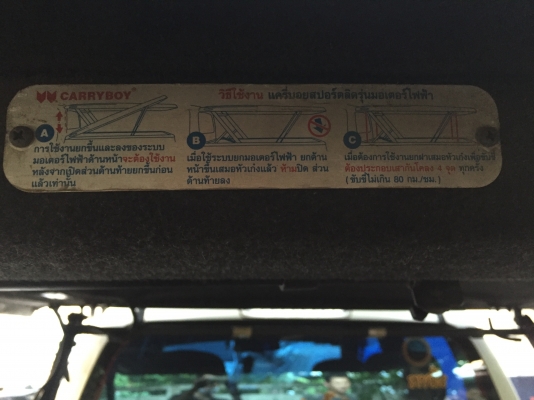 CARRYBOY®
วิธีใช้งาน แครี่บอยสปอร์ตลิดรุ่นมอเตอร์ไฟฟ้า
A
การใช้งานยกขึ้นและลงของระบบ
มอเตอร์ไฟฟ้าด้านหน้าจะต้องใช้งาน
หลังจากเปิดส่วนด้านท้ายยกขึ้นก่อน
แล้วเท่านั้น
B
เมื่อใช้ระบบยกมอเตอร์ไฟฟ้า ยกด้าน
หน้าขึ้นเสมอหัวเก๋งแล้ว ห้ามปิด ส่วน
ด้านท้ายลง
C
เมื่อต้องการใช้งานยกฝาเสมอหัวเก๋งเพื่อขับขี่
ต้องประกอบเสากันโคลง 4 จุด ทุกครั้ง
(ขับขี่ไม่เกิน 80 กม./ชม.)